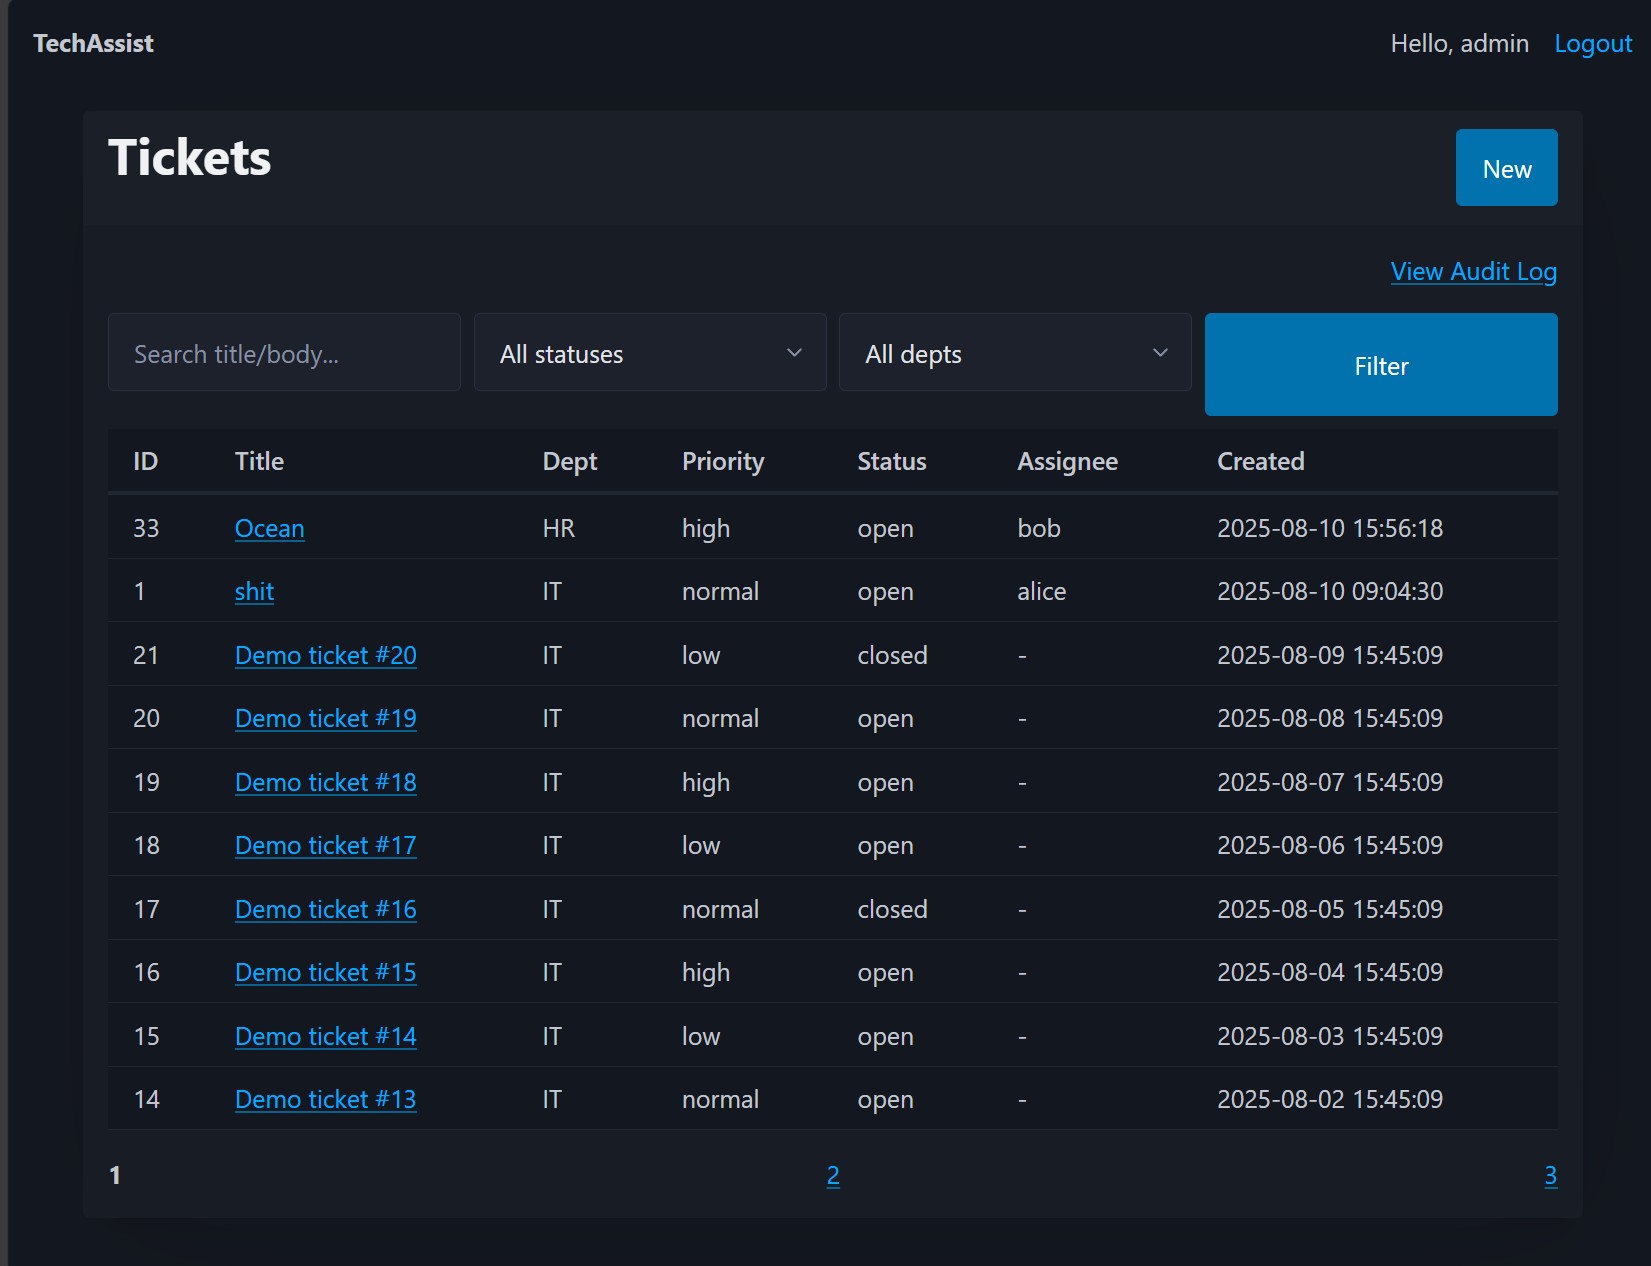 TechAssist Hello, admin Logout
Tickets New
View Audit Log
Search title/body... All statuses All depts Filter
ID Title Dept Priority Status Assignee Created
33 Ocean HR high open bob 2025-08-10 15:56:18
1 shit IT normal open alice 2025-08-10 09:04:30
21 Demo ticket #20 IT low closed - 2025-08-09 15:45:09
20 Demo ticket #19 IT normal open - 2025-08-08 15:45:09
19 Demo ticket #18 IT high open - 2025-08-07 15:45:09
18 Demo ticket #17 IT low open - 2025-08-06 15:45:09
17 Demo ticket #16 IT normal closed - 2025-08-05 15:45:09
16 Demo ticket #15 IT high open - 2025-08-04 15:45:09
15 Demo ticket #14 IT low open - 2025-08-03 15:45:09
14 Demo ticket #13 IT normal open - 2025-08-02 15:45:09
1 2 3